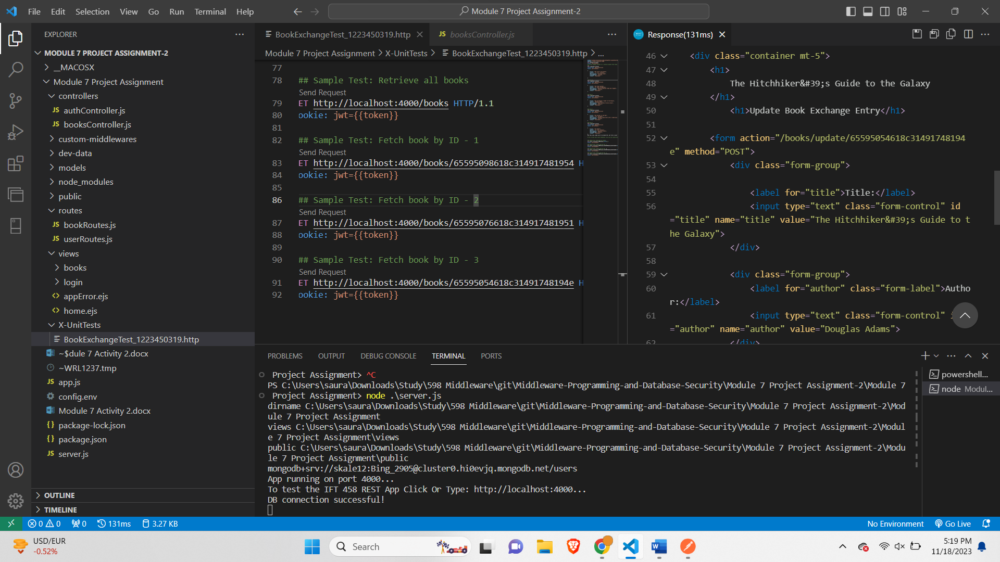 File Edit Selection View Go Run Terminal Help
Module 7 Project Assignment-2
EXPLORER
MODULE 7 PROJECT ASSIGNMENT-2
__MACOSX
Module 7 Project Assignment
controllers
JS authController.js
JS booksController.js
custom-middlewares
dev-data
models
node_modules
public
routes
JS bookRoutes.js
JS userRoutes.js
views
books
login
<> appError.ejs
<> home.ejs
X-UnitTests
BookExchangeTest_1223450319.http
~$dule 7 Activity 2.docx
~WRL1237.tmp
JS app.js
config.env
Module 7 Activity 2.docx
{} package-lock.json
{} package.json
JS server.js
OUTLINE
TIMELINE
BookExchangeTest_1223450319.http
JS booksController.js
Module 7 Project Assignment > X-UnitTests > BookExchangeTest_1223450319.http > ...
77
78 ## Sample Test: Retrieve all books
Send Request
79 ET http://localhost:4000/books HTTP/1.1
80 ookie: jwt={{token}}
81
82 ## Sample Test: Fetch book by ID - 1
Send Request
83 ET http://localhost:4000/books/65595098618c314917481954 H
84 ookie: jwt={{token}}
85
86 ## Sample Test: Fetch book by ID - 2
Send Request
87 ET http://localhost:4000/books/65595076618c314917481951 H
88 ookie: jwt={{token}}
89
90 ## Sample Test: Fetch book by ID - 3
Send Request
91 ET http://localhost:4000/books/65595054618c31491748194e H
92 ookie: jwt={{token}}
Response(131ms)
46 <div class="container mt-5">
47 <h1>
48 The Hitchhiker&#39;s Guide to the Galaxy
49 </h1>
50 <h1>Update Book Exchange Entry</h1>
51
52 <form action="/books/update/65595054618c31491748194
e" method="POST">
53 <div class="form-group">
54
55 <label for="title">Title:</label>
56 <input type="text" class="form-control" id
="title" name="title" value="The Hitchhiker&#39;s Guide to t
he Galaxy">
57 </div>
58
59 <div class="form-group">
60 <label for="author" class="form-label">Autho
r:</label>
61 <input type="text" class="form-control" i
="author" name="author" value="Douglas Adams">
62 </div>
PROBLEMS OUTPUT DEBUG CONSOLE TERMINAL PORTS
Project Assignment> ^C
PS C:\Users\saura\Downloads\Study\598 Middleware\git\Middleware-Programming-and-Database-Security\Module 7 Project Assignment-2\Module 7
Project Assignment> node .\server.js
dirname C:\Users\saura\Downloads\Study\598 Middleware\git\Middleware-Programming-and-Database-Security\Module 7 Project Assignment-2\Mod
ule 7 Project Assignment
views C:\Users\saura\Downloads\Study\598 Middleware\git\Middleware-Programming-and-Database-Security\Module 7 Project Assignment-2\Modul
e 7 Project Assignment\views
public C:\Users\saura\Downloads\Study\598 Middleware\git\Middleware-Programming-and-Database-Security\Module 7 Project Assignment-2\Modu
le 7 Project Assignment\public
mongodb+srv://skale12:Bing_2905@cluster0.hi0evjq.mongodb.net/users
App running on port 4000...
To test the IFT 458 REST App Click Or Type: http://localhost:4000...
DB connection successful!
powershell...
node Modul...
0 0 0 131ms 3.27 KB
No Environment Go Live
USD/EUR
-0.52%
Search
5:19 PM
11/18/2023